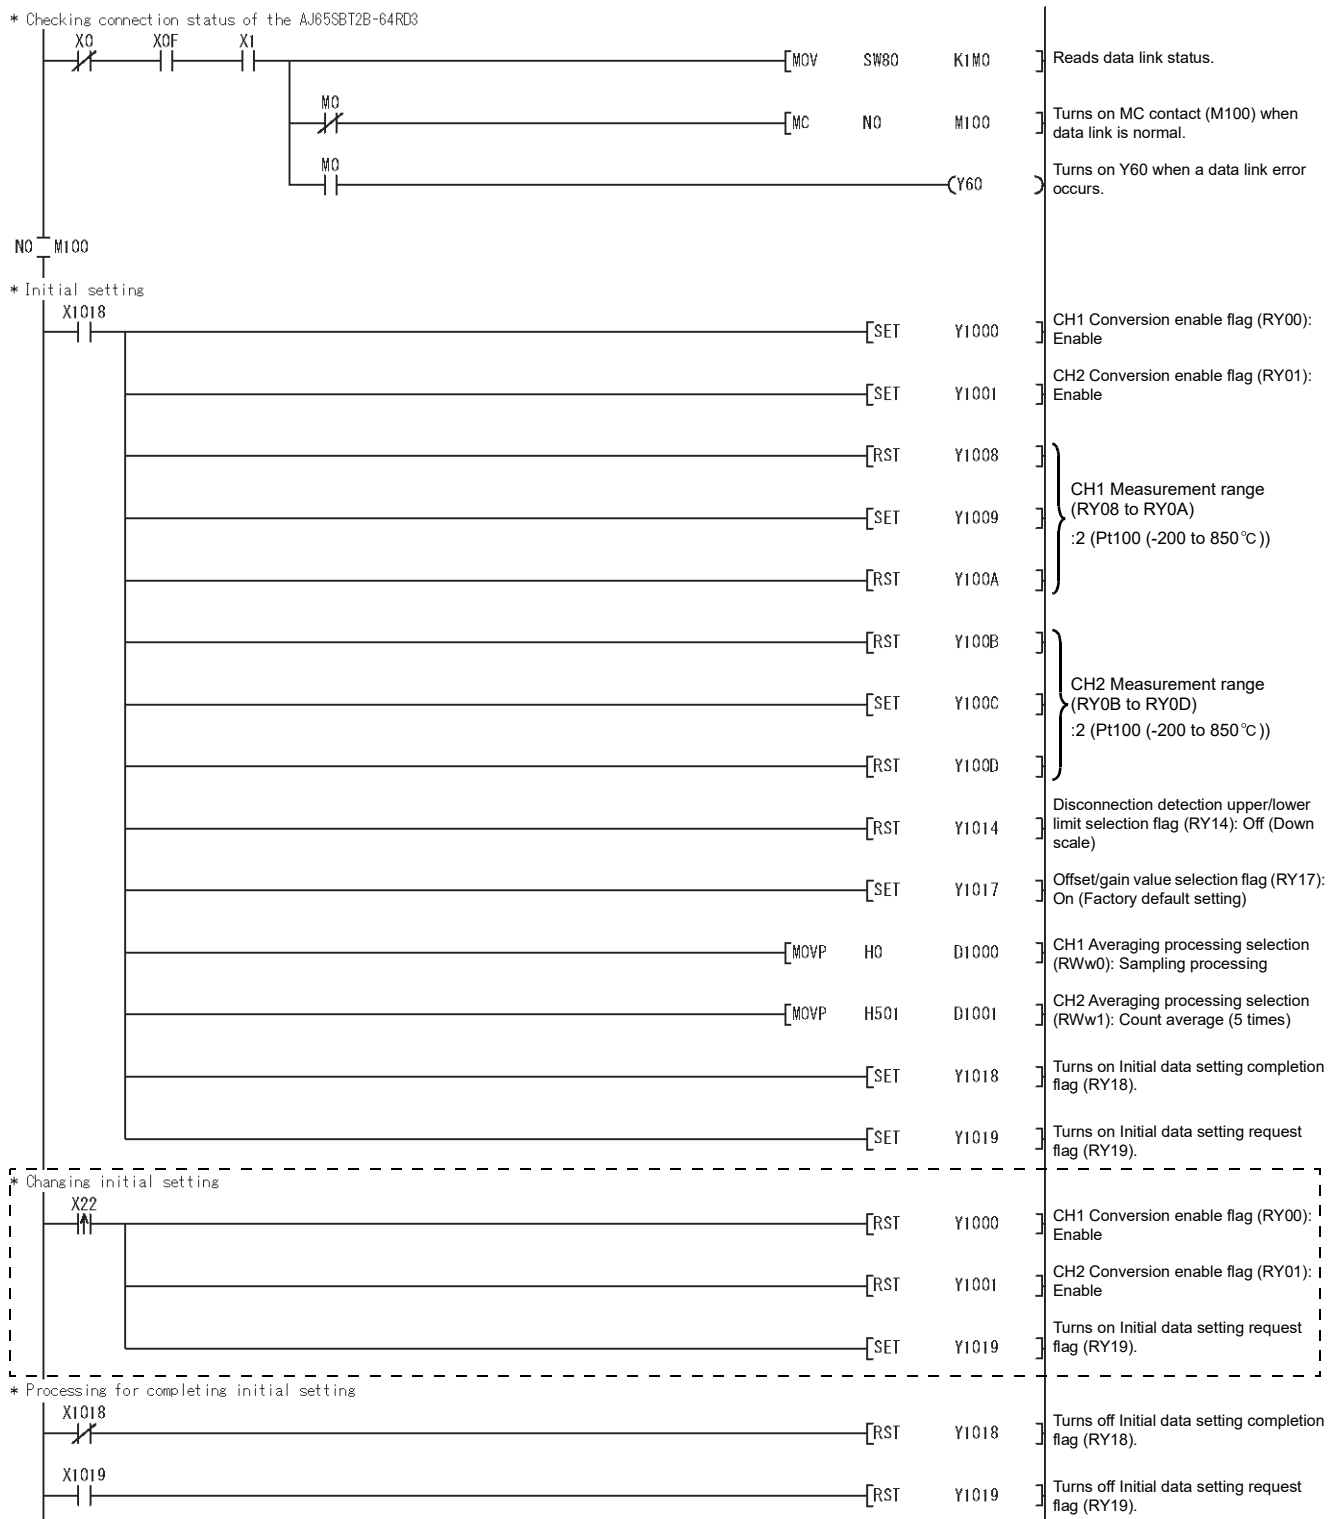 * Checking connection status of the AJ65SBT2B-64RD3
X0 X0F X1
MOV SW80 K1M0 Reads data link status.
M0
MC N0 M100 Turns on MC contact (M100) when
data link is normal.
M0
Y60 Turns on Y60 when a data link error
occurs.
N0 M100
* Initial setting
X1018
SET Y1000 CH1 Conversion enable flag (RY00):
Enable
SET Y1001 CH2 Conversion enable flag (RY01):
Enable
RST Y1008
SET Y1009
RST Y100A
CH1 Measurement range
(RY08 to RY0A)
:2 (Pt100 (-200 to 850℃))
RST Y100B
SET Y100C
RST Y100D
CH2 Measurement range
(RY0B to RY0D)
:2 (Pt100 (-200 to 850℃))
RST Y1014 Disconnection detection upper/lower
limit selection flag (RY14): Off (Down
scale)
SET Y1017 Offset/gain value selection flag (RY17):
On (Factory default setting)
MOVP H0 D1000 CH1 Averaging processing selection
(RWw0): Sampling processing
MOVP H501 D1001 CH2 Averaging processing selection
(RWw1): Count average (5 times)
SET Y1018 Turns on Initial data setting completion
flag (RY18).
SET Y1019 Turns on Initial data setting request
flag (RY19).
* Changing initial setting
X22
RST Y1000 CH1 Conversion enable flag (RY00):
Enable
RST Y1001 CH2 Conversion enable flag (RY01):
Enable
SET Y1019 Turns on Initial data setting request
flag (RY19).
* Processing for completing initial setting
X1018
RST Y1018 Turns off Initial data setting completion
flag (RY18).
X1019
RST Y1019 Turns off Initial data setting request
flag (RY19).